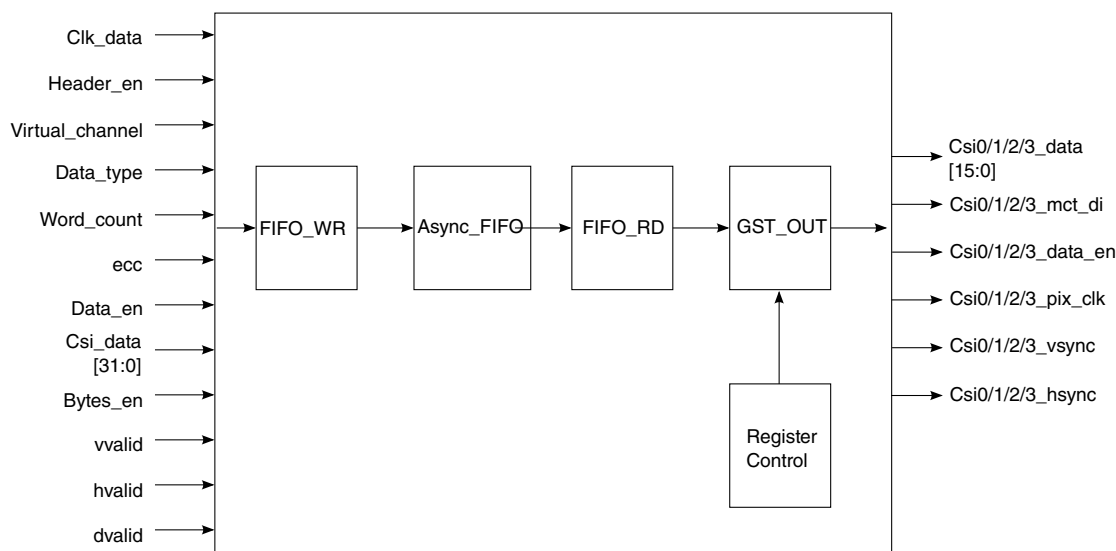 Clk_data
Header_en
Virtual_channel
Data_type
Word_count
ecc
Data_en
Csi_data
[31:0]
Bytes_en
vvalid
hvalid
dvalid
FIFO_WR
Async_FIFO
FIFO_RD
GST_OUT
Register
Control
Csi0/1/2/3_data
[15:0]
Csi0/1/2/3_mct_di
Csi0/1/2/3_data_en
Csi0/1/2/3_pix_clk
Csi0/1/2/3_vsync
Csi0/1/2/3_hsync